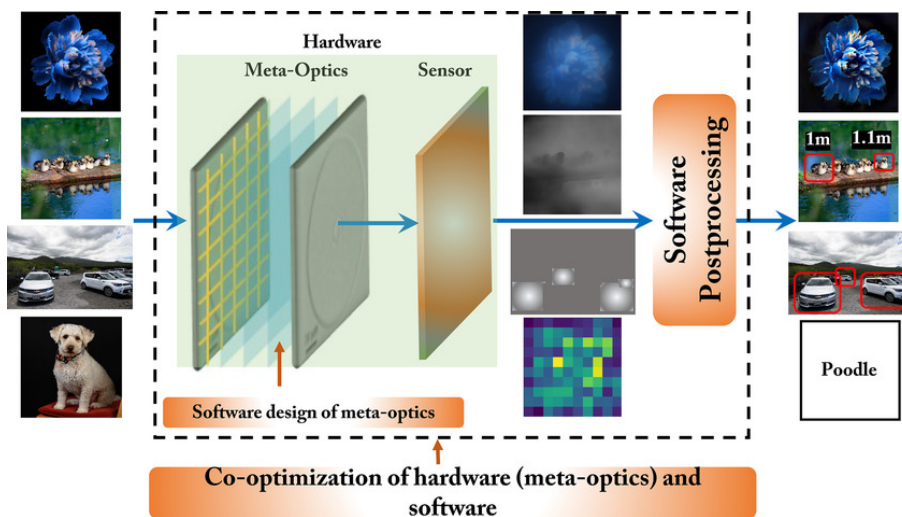 Hardware
Meta-Optics
Sensor
Software
Postprocessing
1m
1.1m
Poodle
Software design of meta-optics
Co-optimization of hardware (meta-optics) and
software